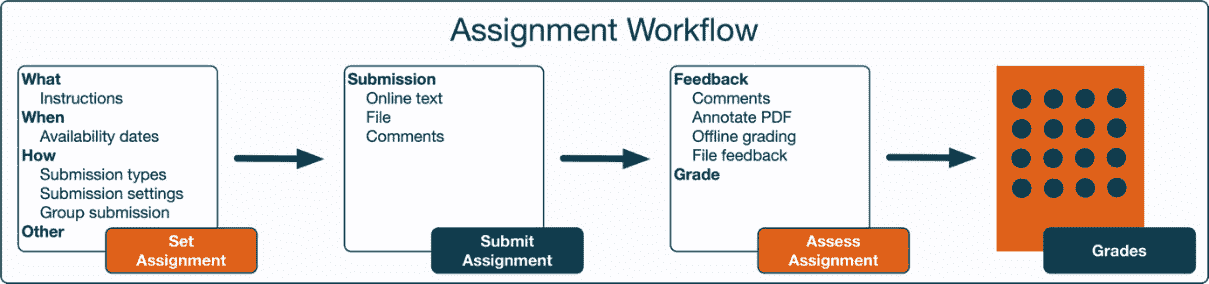 Assignment Workflow
What
Instructions
When
Availability dates
How
Submission types
Submission settings
Group submission
Other
Set
Assignment
Submission
Online text
File
Comments
Submit
Assignment
Feedback
Comments
Annotate PDF
Offline grading
File feedback
Grade
Assess
Assignment
Grades